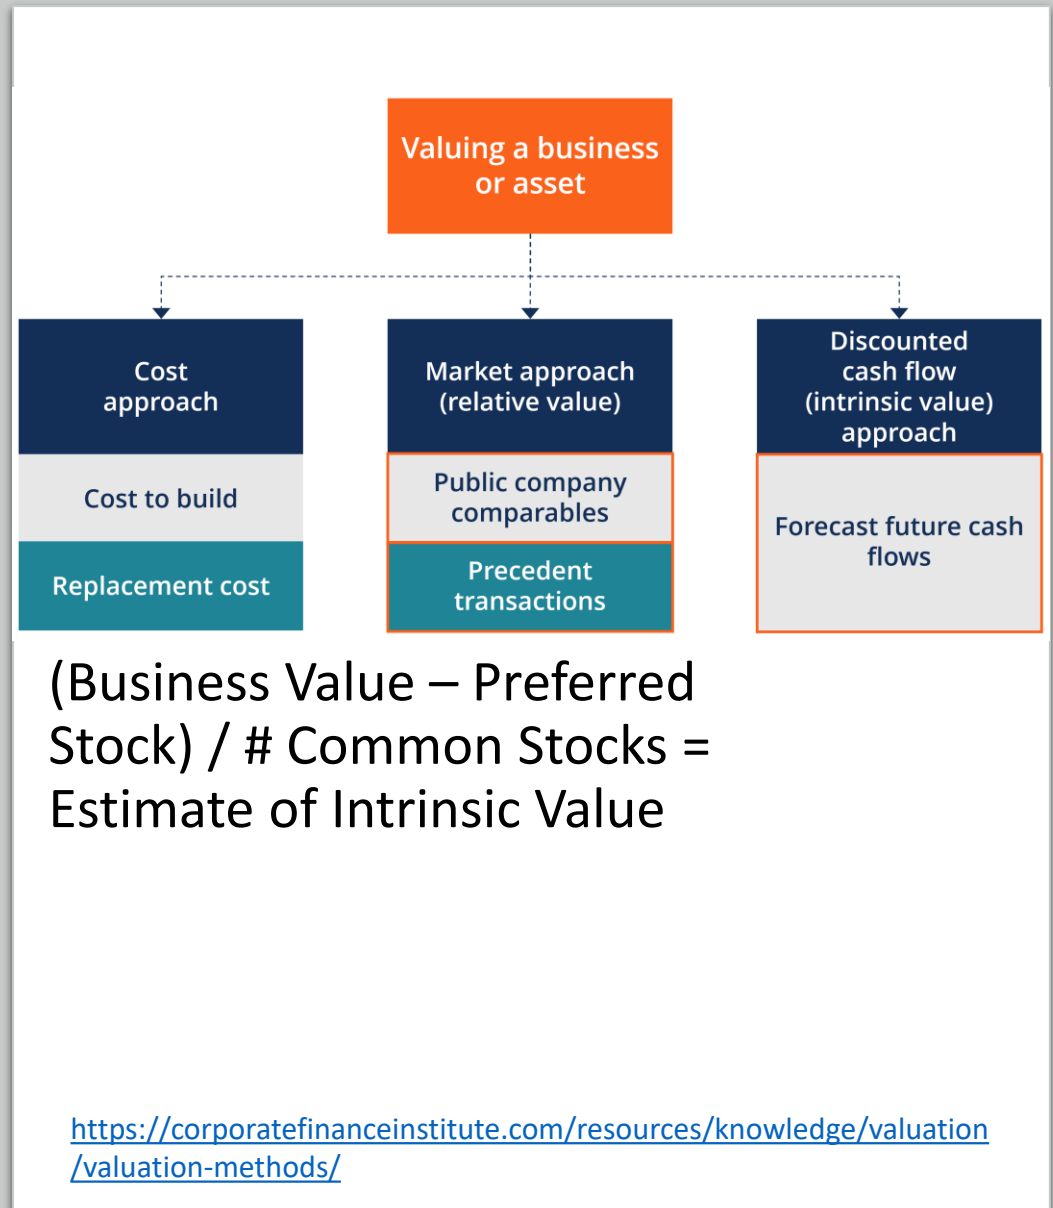 Valuing a business
or asset
Cost
approach
Cost to build
Replacement cost
Market approach
(relative value)
Public company
comparables
Precedent
transactions
Discounted
cash flow
(intrinsic value)
approach
Forecast future cash
flows
(Business Value – Preferred
Stock) / # Common Stocks =
Estimate of Intrinsic Value
https://corporatefinanceinstitute.com/resources/knowledge/valuation
/valuation-methods/